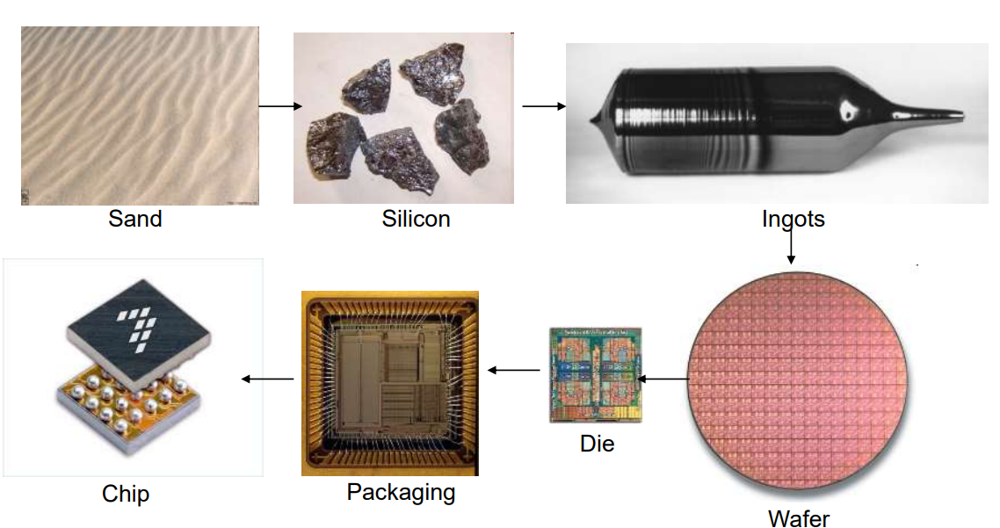 Sand
Silicon
Ingots
Chip
Packaging
Die
Wafer